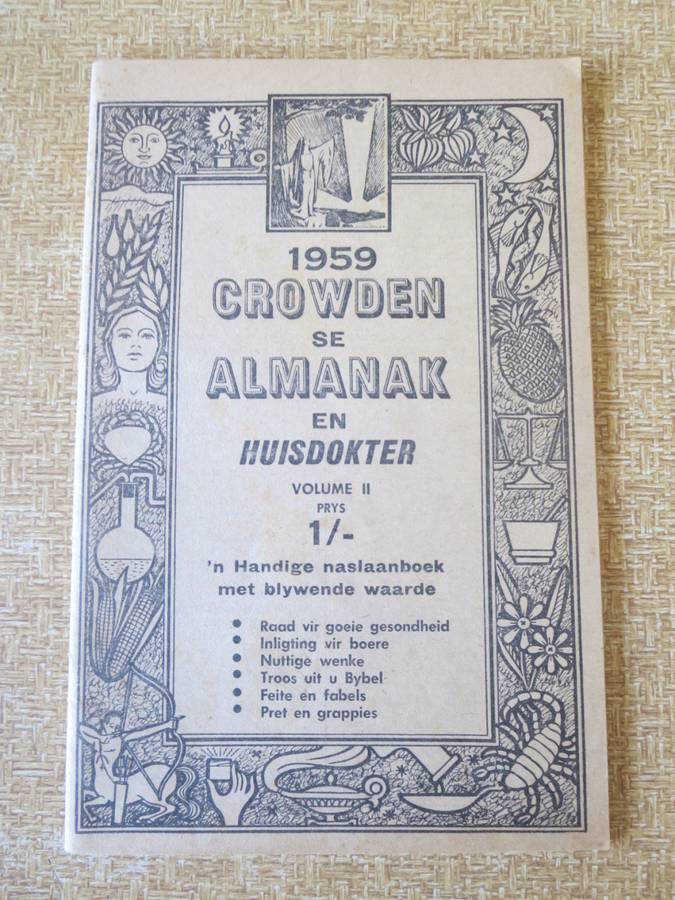 1959
CROWDEN
SE
ALMANAK
EN
HUISDOKTER
VOLUME II
PRYS
1/-
'n Handige naslaanboek
met blywende waarde
• Raad vir goeie gesondheid
• Inligting vir boere
• Nuttige wenke
• Troos uit u Bybel
• Feite en fabels
• Pret en grappies